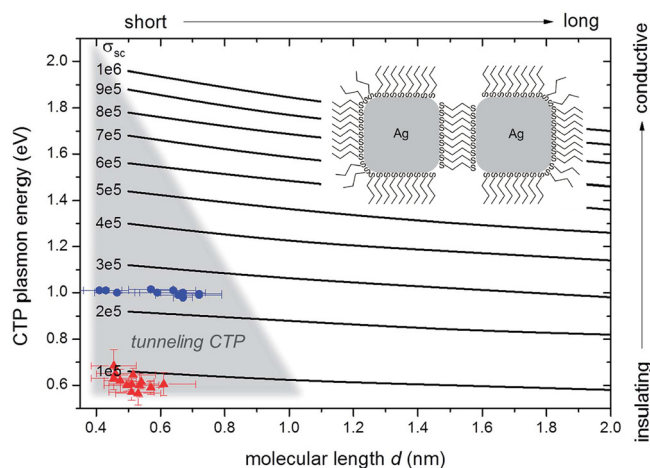 short long
CTP plasmon energy (eV)
2.0
1.8
1.6
1.4
1.2
1.0
0.8
0.6
σsc
1e6
9e5
8e5
7e5
6e5
5e5
4e5
3e5
2e5
1e5
Ag Ag
tunneling CTP
conductive
insulating
0.4 0.6 0.8 1.0 1.2 1.4 1.6 1.8 2.0
molecular length d (nm)